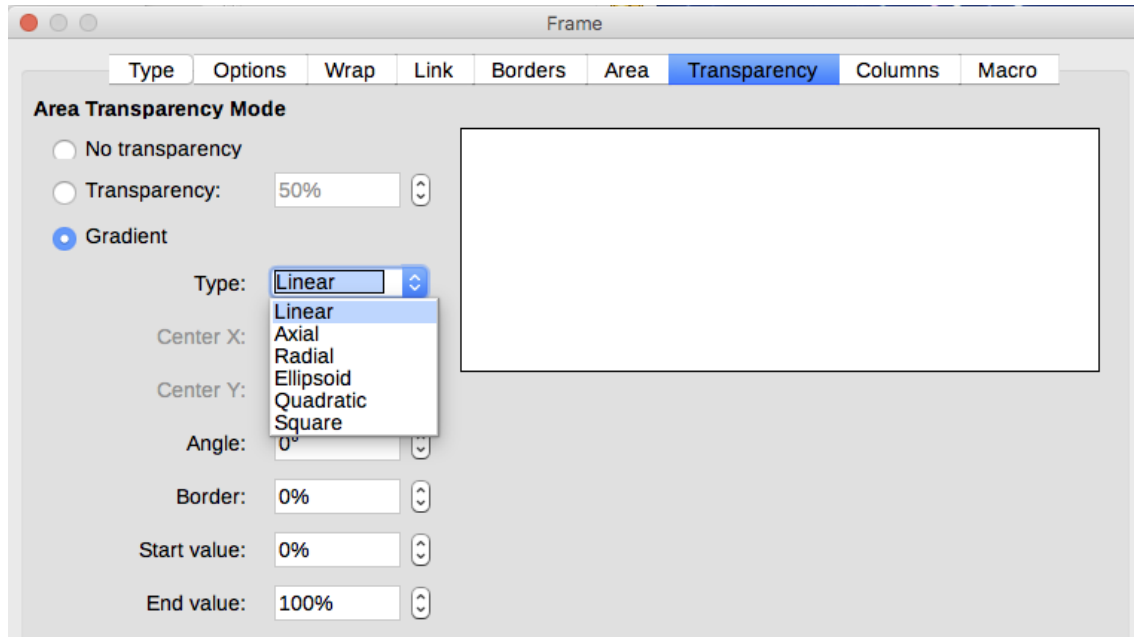 Frame
Type Options Wrap Link Borders Area Transparency Columns Macro
Area Transparency Mode
No transparency
Transparency: 50%
Gradient
Type: Linear
Linear
Center X: Axial
Radial
Ellipsoid
Center Y: Quadratic
Square
Angle: 0°
Border: 0%
Start value: 0%
End value: 100%